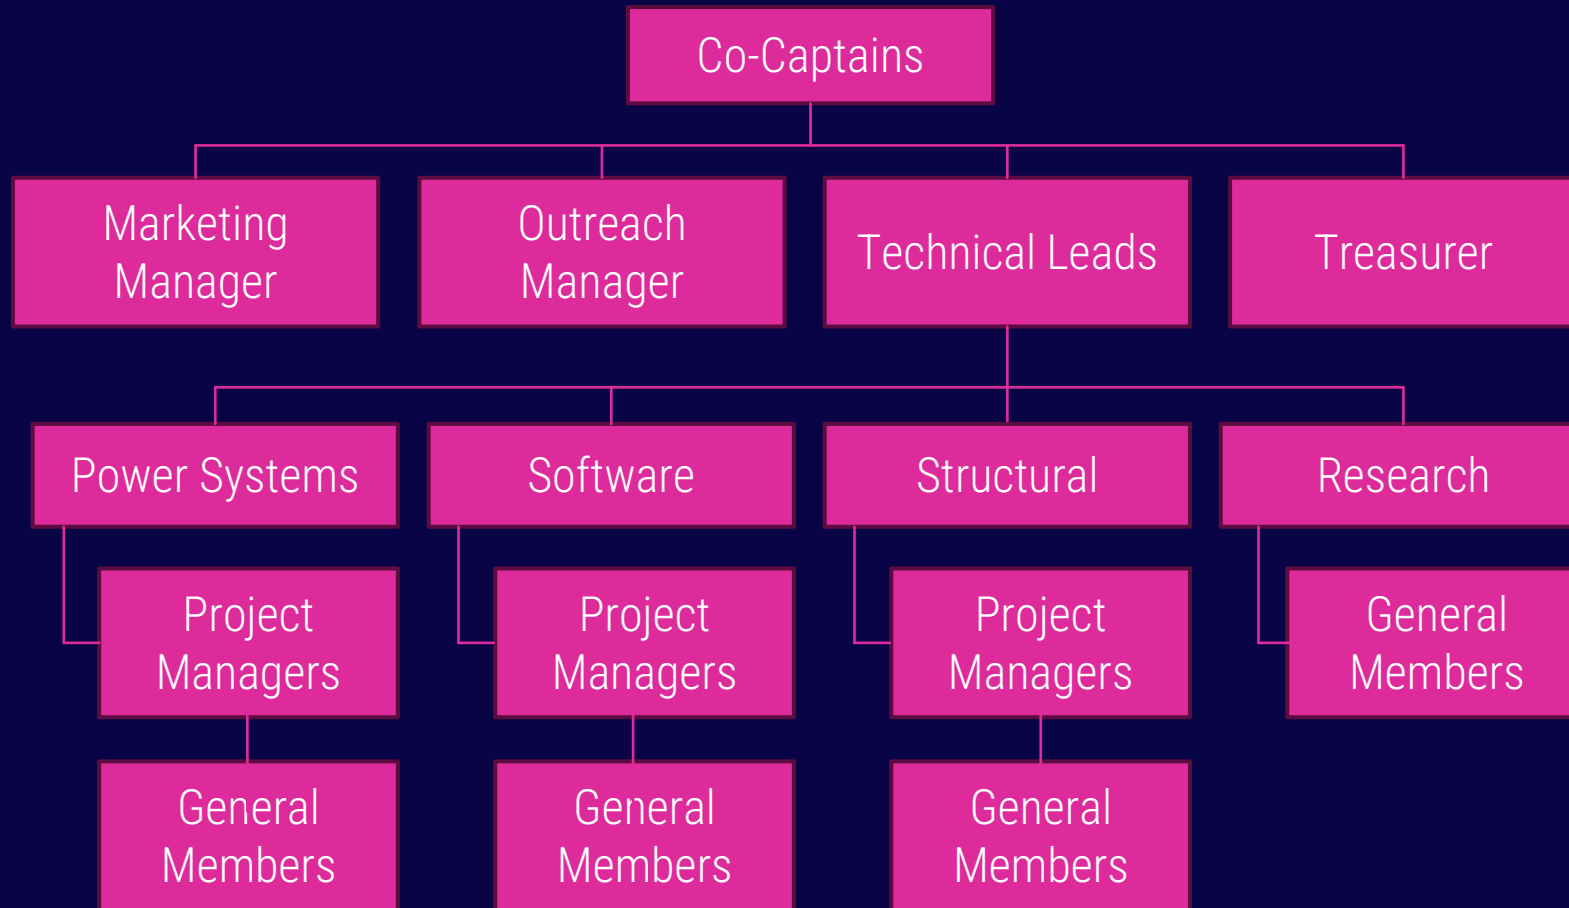 Co-Captains
Marketing
Manager
Outreach
Manager
Technical Leads
Treasurer
Power Systems
Software
Structural
Research
Project
Managers
Project
Managers
Project
Managers
General
Members
General
Members
General
Members
General
Members